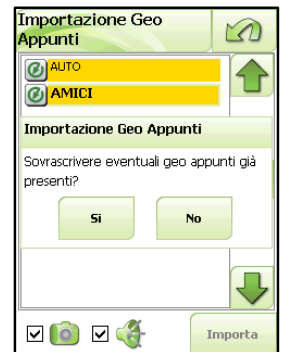 Importazione Geo
Appunti
AUTO
AMICI
Importazione Geo Appunti
Sovrascrivere eventuali geo appunti già
presenti?
Si
No
Importa